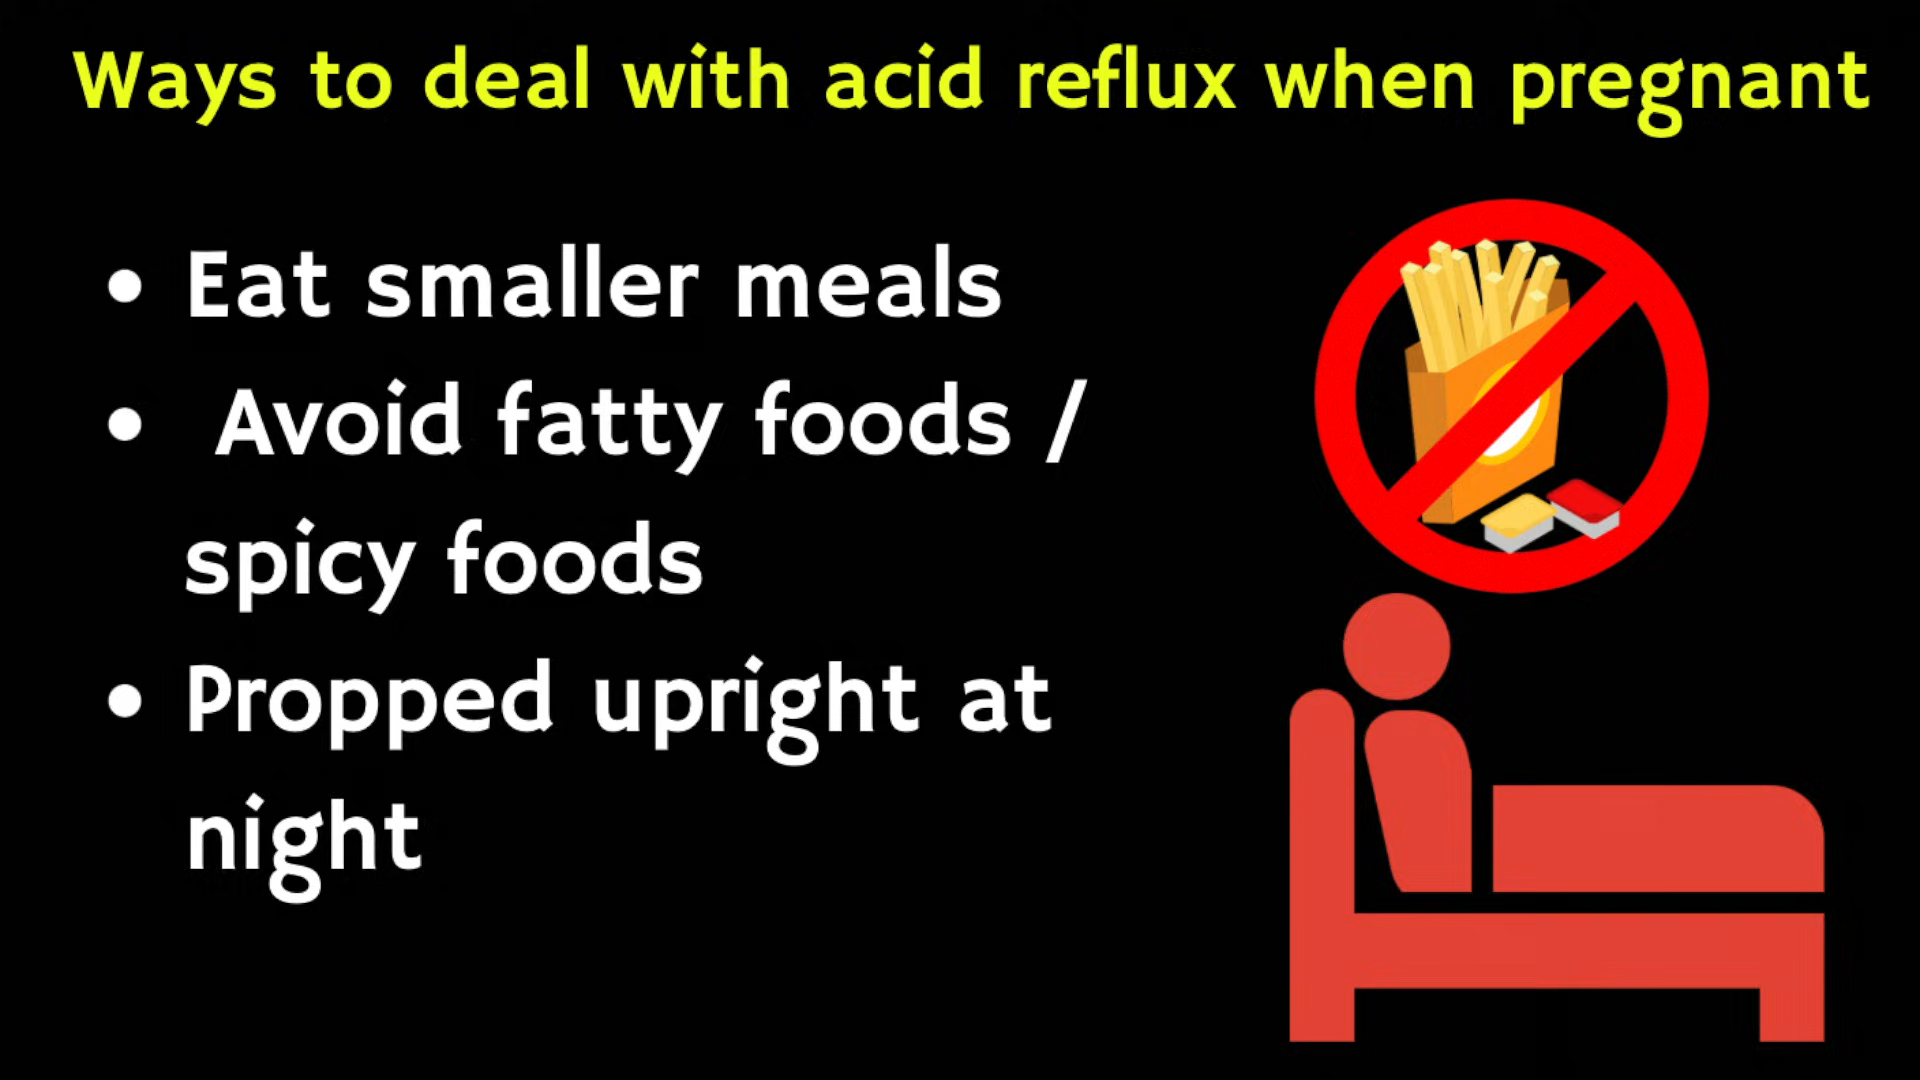 Ways to deal with acid reflux when pregnant
• Eat smaller meals
• Avoid fatty foods /
spicy foods
• Propped upright at
night